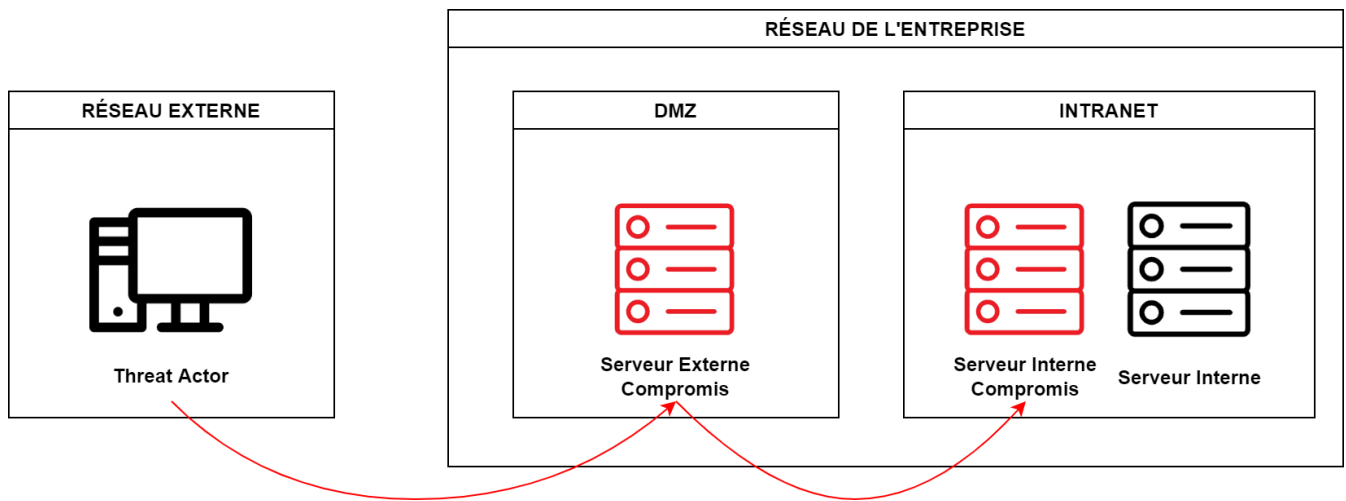 RÉSEAU DE L'ENTREPRISE
RÉSEAU EXTERNE
DMZ
INTRANET
Threat Actor
Serveur Externe
Compromis
Serveur Interne
Compromis
Serveur Interne